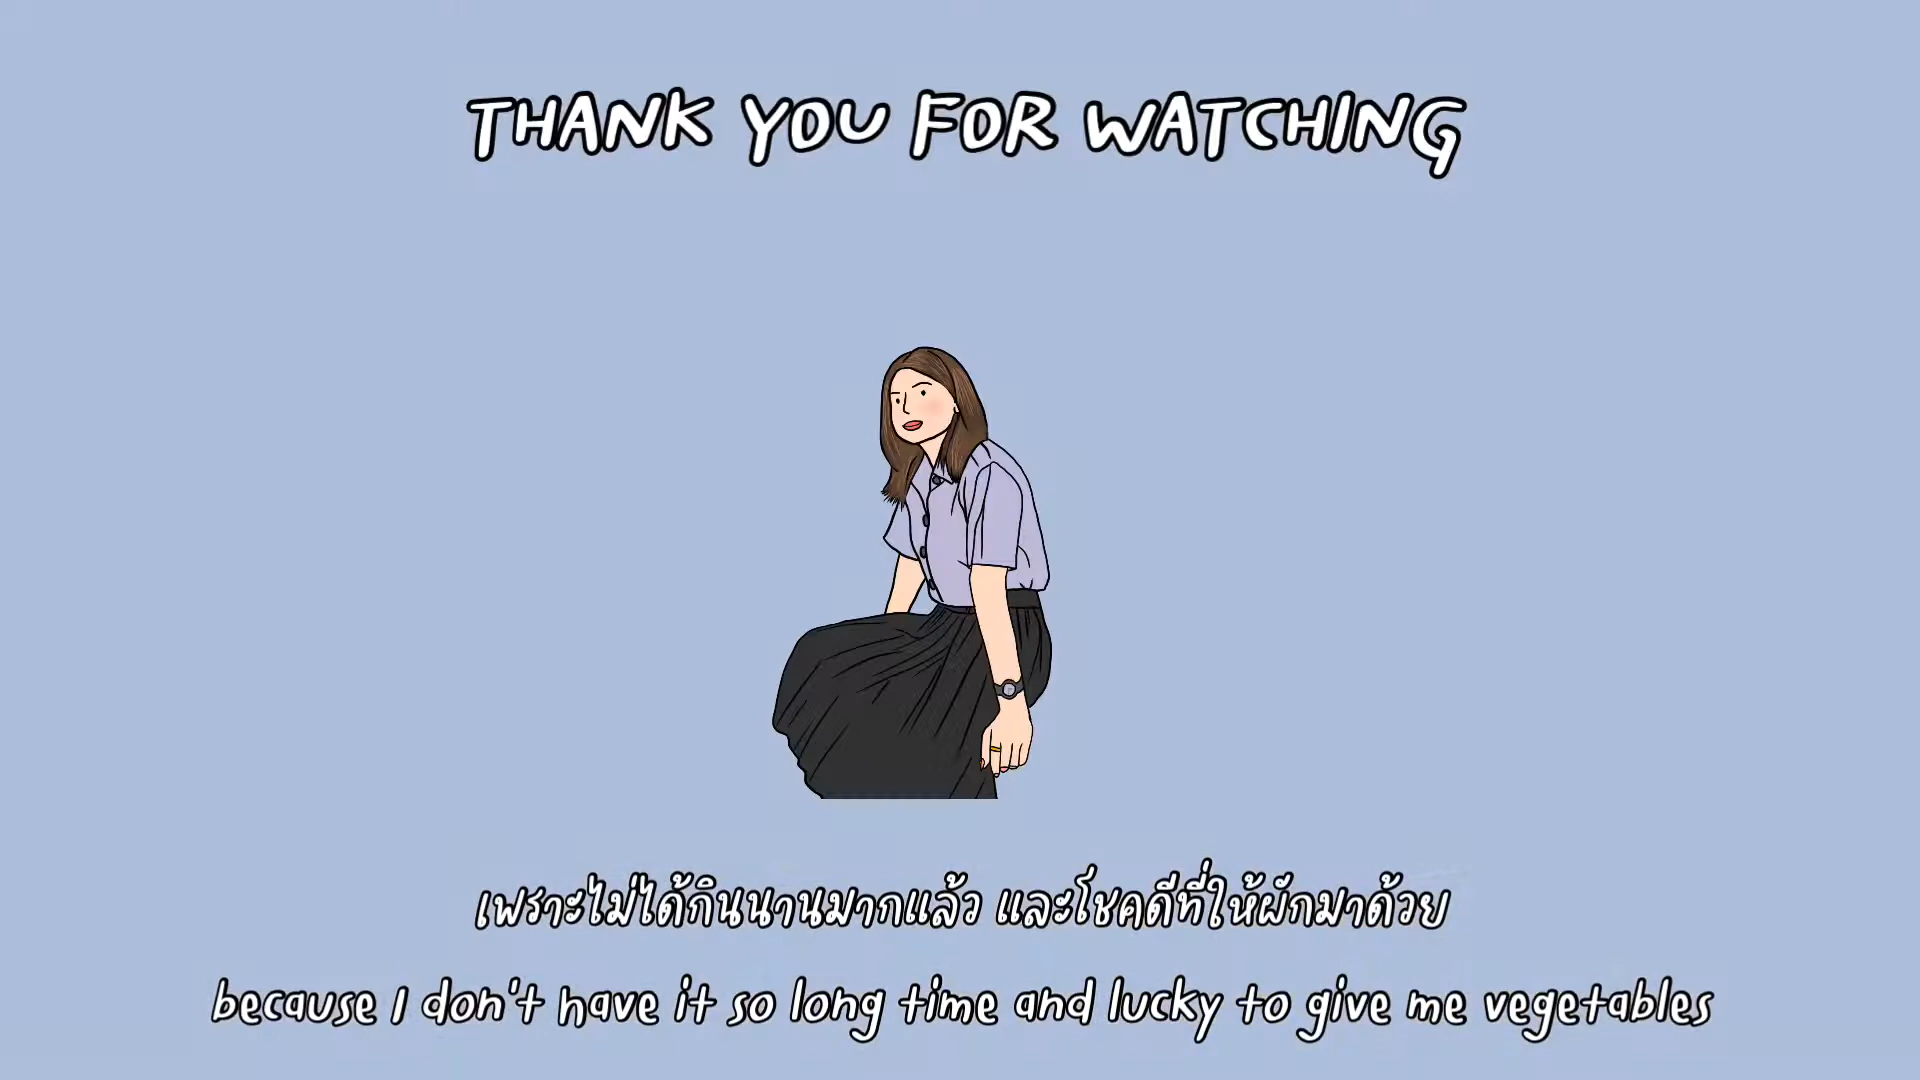 THANK YOU FOR WATCHING
เพราะไม่ได้กินนานมากแล้ว และโชคดีที่ให้ผักมาด้วย
because I don't have it so long time and lucky to give me vegetables